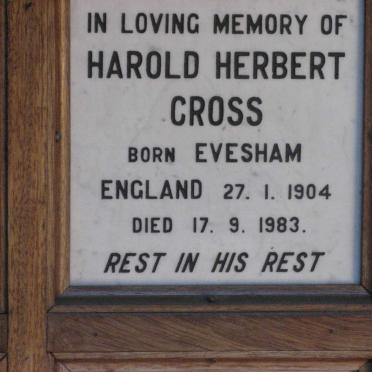 IN LOVING MEMORY OF
HAROLD HERBERT
CROSS
BORN EVESHAM
ENGLAND 27. 1. 1904
DIED 17. 9. 1983.
REST IN HIS REST